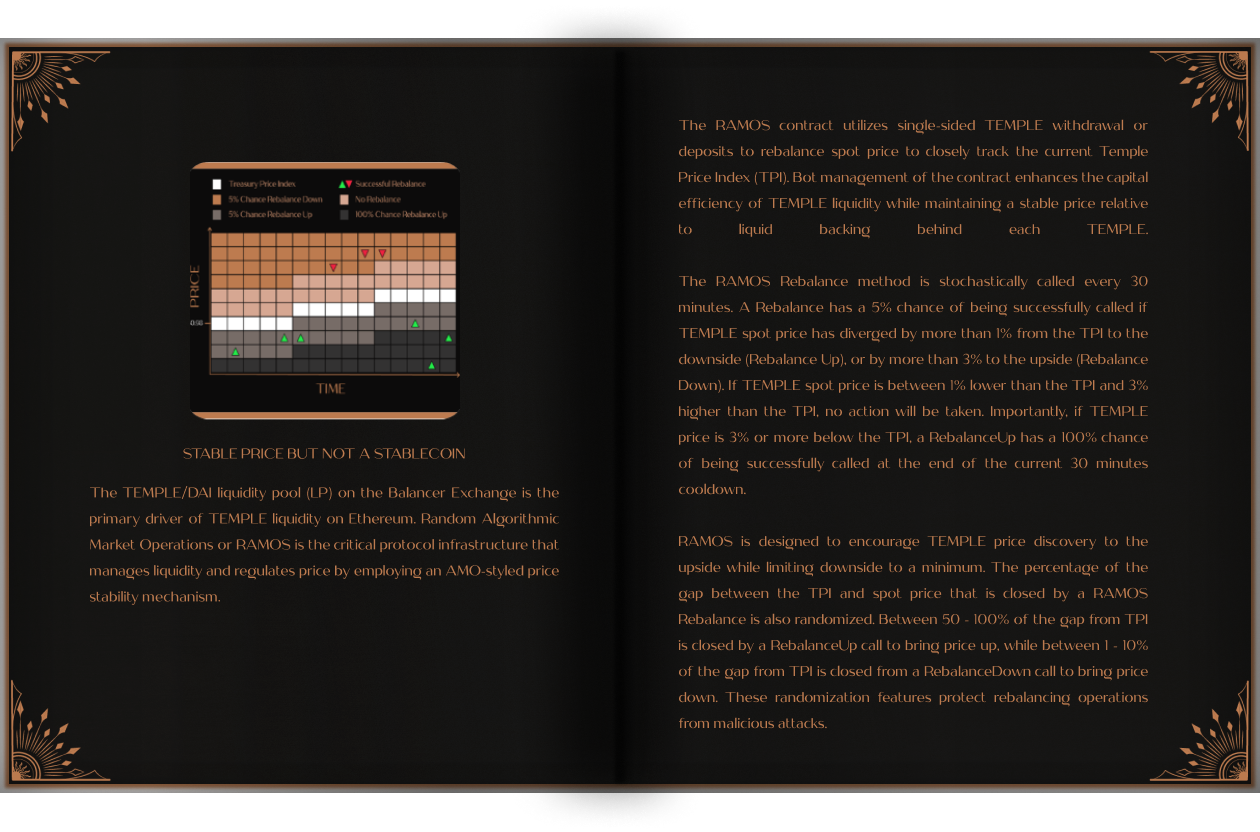 Treasury Price Index
Successful Rebalance
5% Chance Rebalance Down
No Rebalance
5% Chance Rebalance Up
100% Chance Rebalance Up
PRICE
TIME
STABLE PRICE BUT NOT A STABLECOIN
The TEMPLE/DAI liquidity pool (LP) on the Balancer Exchange is the
primary driver of TEMPLE liquidity on Ethereum. Random Algorithmic
Market Operations or RAMOS is the critical protocol infrastructure that
manages liquidity and regulates price by employing an AMO-styled price
stability mechanism.
The RAMOS contract utilizes single-sided TEMPLE withdrawal or
deposits to rebalance spot price to closely track the current Temple
Price Index (TPI). Bot management of the contract enhances the capital
efficiency of TEMPLE liquidity while maintaining a stable price relative
to liquid backing behind each TEMPLE.
The RAMOS Rebalance method is stochastically called every 30
minutes. A Rebalance has a 5% chance of being successfully called if
TEMPLE spot price has diverged by more than 1% from the TPI to the
downside (Rebalance Up), or by more than 3% to the upside (Rebalance
Down). If TEMPLE spot price is between 1% lower than the TPI and 3%
higher than the TPI, no action will be taken. Importantly, if TEMPLE
price is 3% or more below the TPI, a RebalanceUp has a 100% chance
of being successfully called at the end of the current 30 minutes
cooldown.
RAMOS is designed to encourage TEMPLE price discovery to the
upside while limiting downside to a minimum. The percentage of the
gap between the TPI and spot price that is closed by a RAMOS
Rebalance is also randomized. Between 50 - 100% of the gap from TPI
is closed by a RebalanceUp call to bring price up, while between 1 - 10%
of the gap from TPI is closed from a RebalanceDown call to bring price
down. These randomization features protect rebalancing operations
from malicious attacks.